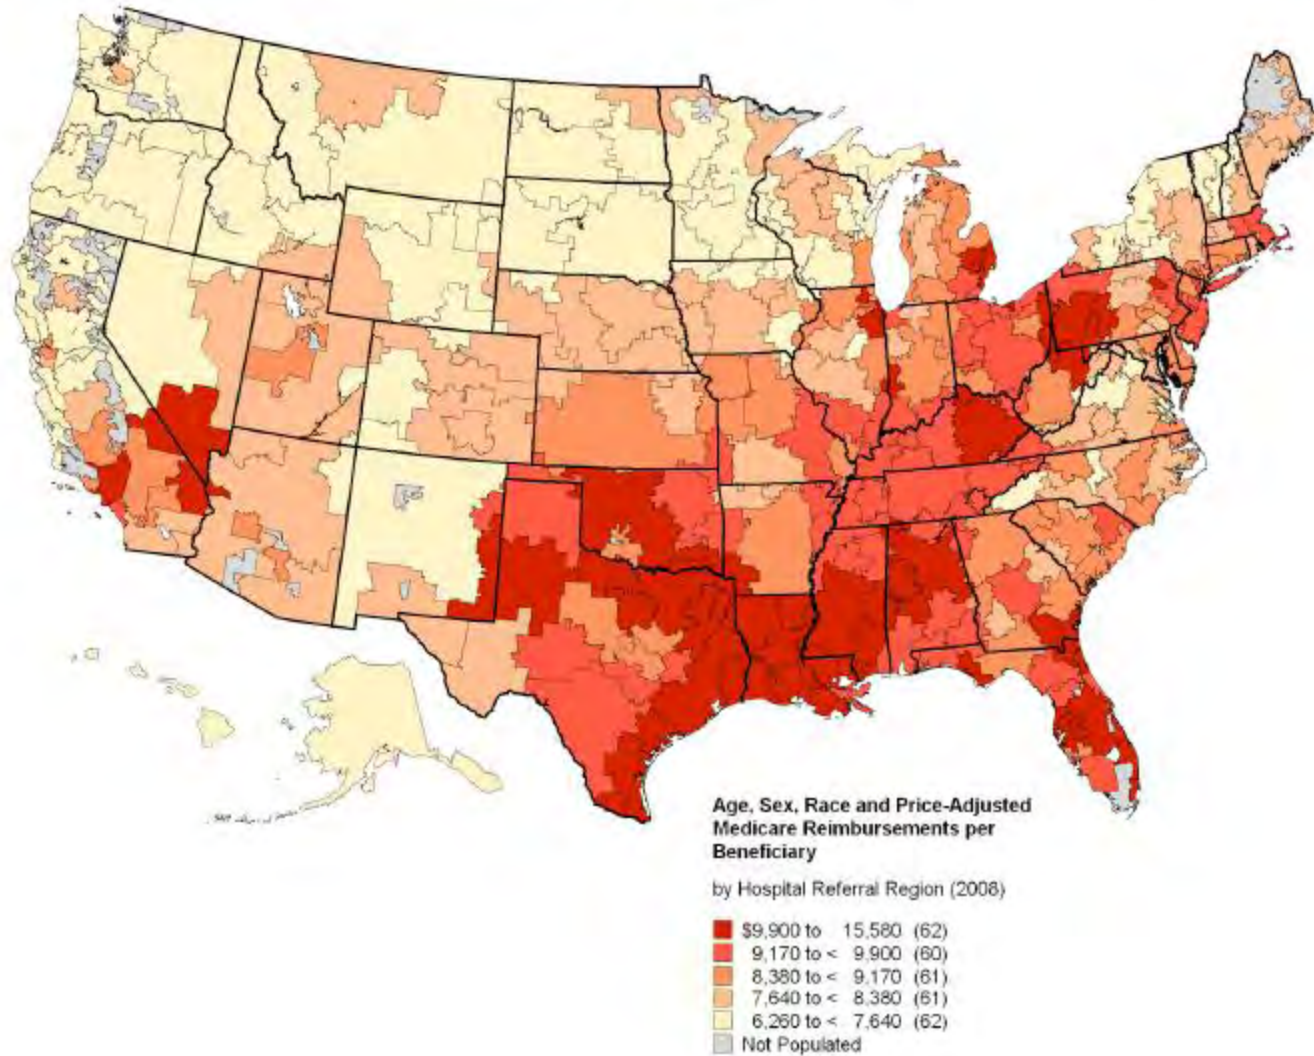 Age, Sex, Race and Price-Adjusted
Medicare Reimbursements per
Beneficiary
by Hospital Referral Region (2008)
$9,900 to 15,580 (62)
9,170 to < 9,900 (60)
8,380 to < 9,170 (61)
7,640 to < 8,380 (61)
6,260 to < 7,640 (62)
Not Populated